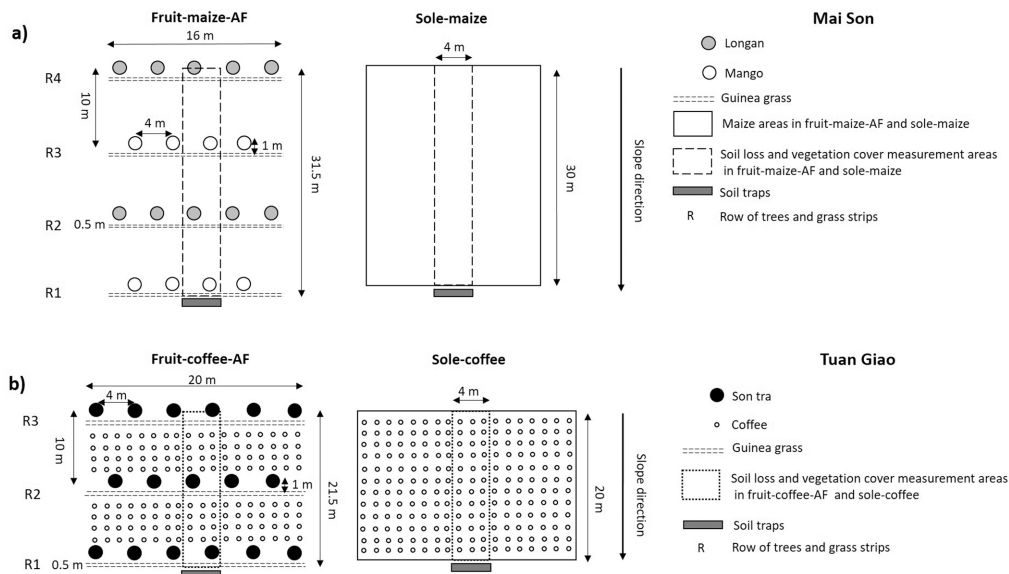 a)
Fruit-maize-AF
16 m
R4
10 m
4 m
1 m
R3
31.5 m
R2
0.5 m
R1
Sole-maize
4 m
30 m
Slope direction
Mai Son
Longan
Mango
Guinea grass
Maize areas in fruit-maize-AF and sole-maize
Soil loss and vegetation cover measurement areas
in fruit-maize-AF and sole-maize
Soil traps
R Row of trees and grass strips
b)
Fruit-coffee-AF
20 m
4 m
R3
10 m
1 m
R2
21.5 m
R1
0.5 m
Sole-coffee
4 m
20 m
Slope direction
Tuan Giao
Son tra
Coffee
Guinea grass
Soil loss and vegetation cover measurement areas
in fruit-coffee-AF and sole-coffee
Soil traps
R Row of trees and grass strips